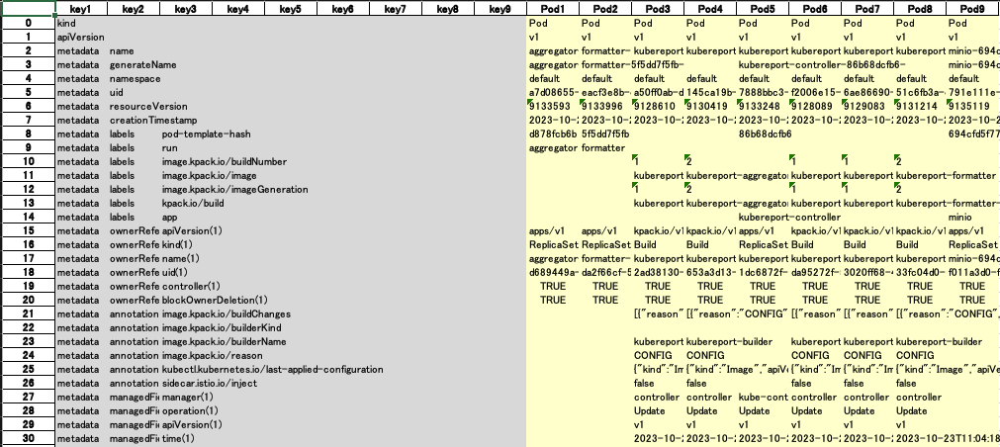 key1 key2 key3 key4 key5 key6 key7 key8 key9 Pod1 Pod2 Pod3 Pod4 Pod5 Pod6 Pod7 Pod8 Pod9
0 kind Pod Pod Pod Pod Pod Pod Pod Pod Pod
1 apiVersion v1 v1 v1 v1 v1 v1 v1 v1 v1
2 metadata name aggregator formatter- kubereport kubereport kubereport kubereport kubereport kubereport minio-694c
3 metadata generateName aggregator formatter-5f5dd7f5fb- kubereport-controller-86b68dcfb6- minio-694c
4 metadata namespace default default default default default default default default default
5 metadata uid a7d08655- eacf3e8b- a50ff0ab-d 145ca19b- 7888bbc3- f2006e15- 6ae86690- 51c6fb3a- 791e111e-
6 metadata resourceVersion 9133593 9133996 9128610 9130419 9133248 9128089 9129083 9131214 9135119
7 metadata creationTimestamp 2023-10- 2023-10- 2023-10- 2023-10- 2023-10- 2023-10- 2023-10- 2023-10- 2023-10-2
8 metadata labels pod-template-hash d878fcb6b 5f5dd7f5fb 86b68dcfb6 694cfd5f77
9 metadata labels run aggregator formatter
10 metadata labels image.kpack.io/buildNumber 1 2 1 1 2
11 metadata labels image.kpack.io/image kubereport kubereport-aggregato kubereport kubereport kubereport-formatter
12 metadata labels image.kpack.io/imageGeneration 1 2 1 1 2
13 metadata labels kpack.io/build kubereport kubereport-aggregato kubereport kubereport kubereport-formatter-
14 metadata labels app kubereport-controller minio
15 metadata ownerRefe apiVersion(1) apps/v1 apps/v1 kpack.io/v1 kpack.io/v1 apps/v1 kpack.io/v1 kpack.io/v1 kpack.io/v1 apps/v1
16 metadata ownerRefe kind(1) ReplicaSet ReplicaSet Build Build ReplicaSet Build Build Build ReplicaSet
17 metadata ownerRefe name(1) aggregator formatter- kubereport kubereport kubereport kubereport kubereport kubereport minio-694c
18 metadata ownerRefe uid(1) d689449a- da2f66cf-5 2ad38130- 653a3d13- 1dc6872f- da95272f- 3020ff68- 33fc04d0- f011a3d0-f
19 metadata ownerRefe controller(1) TRUE TRUE TRUE TRUE TRUE TRUE TRUE TRUE TRUE
20 metadata ownerRefe blockOwnerDeletion(1) TRUE TRUE TRUE TRUE TRUE TRUE TRUE TRUE TRUE
21 metadata annotation image.kpack.io/buildChanges [{"reason" [{"reason":"CONFIG" [{"reason" [{"reason" [{"reason":"CONFIG",
22 metadata annotation image.kpack.io/builderKind
23 metadata annotation image.kpack.io/builderName kubereport kubereport-builder kubereport kubereport kubereport-builder
24 metadata annotation image.kpack.io/reason CONFIG CONFIG CONFIG CONFIG CONFIG
25 metadata annotation kubectl.kubernetes.io/last-applied-configuration {"kind":"Im {"kind":"Image","apiV {"kind":"Im {"kind":"Im {"kind":"Image","apiVe
26 metadata annotation sidecar.istio.io/inject false false false false false
27 metadata managedFi manager(1) controller controller kube-cont controller controller controller
28 metadata managedFi operation(1) Update Update Update Update Update Update
29 metadata managedFi apiVersion(1) v1 v1 v1 v1 v1 v1
30 metadata managedFi time(1) 2023-10- 2023-10- 2023-10- 2023-10- 2023-10- 2023-10-23T11:04:18